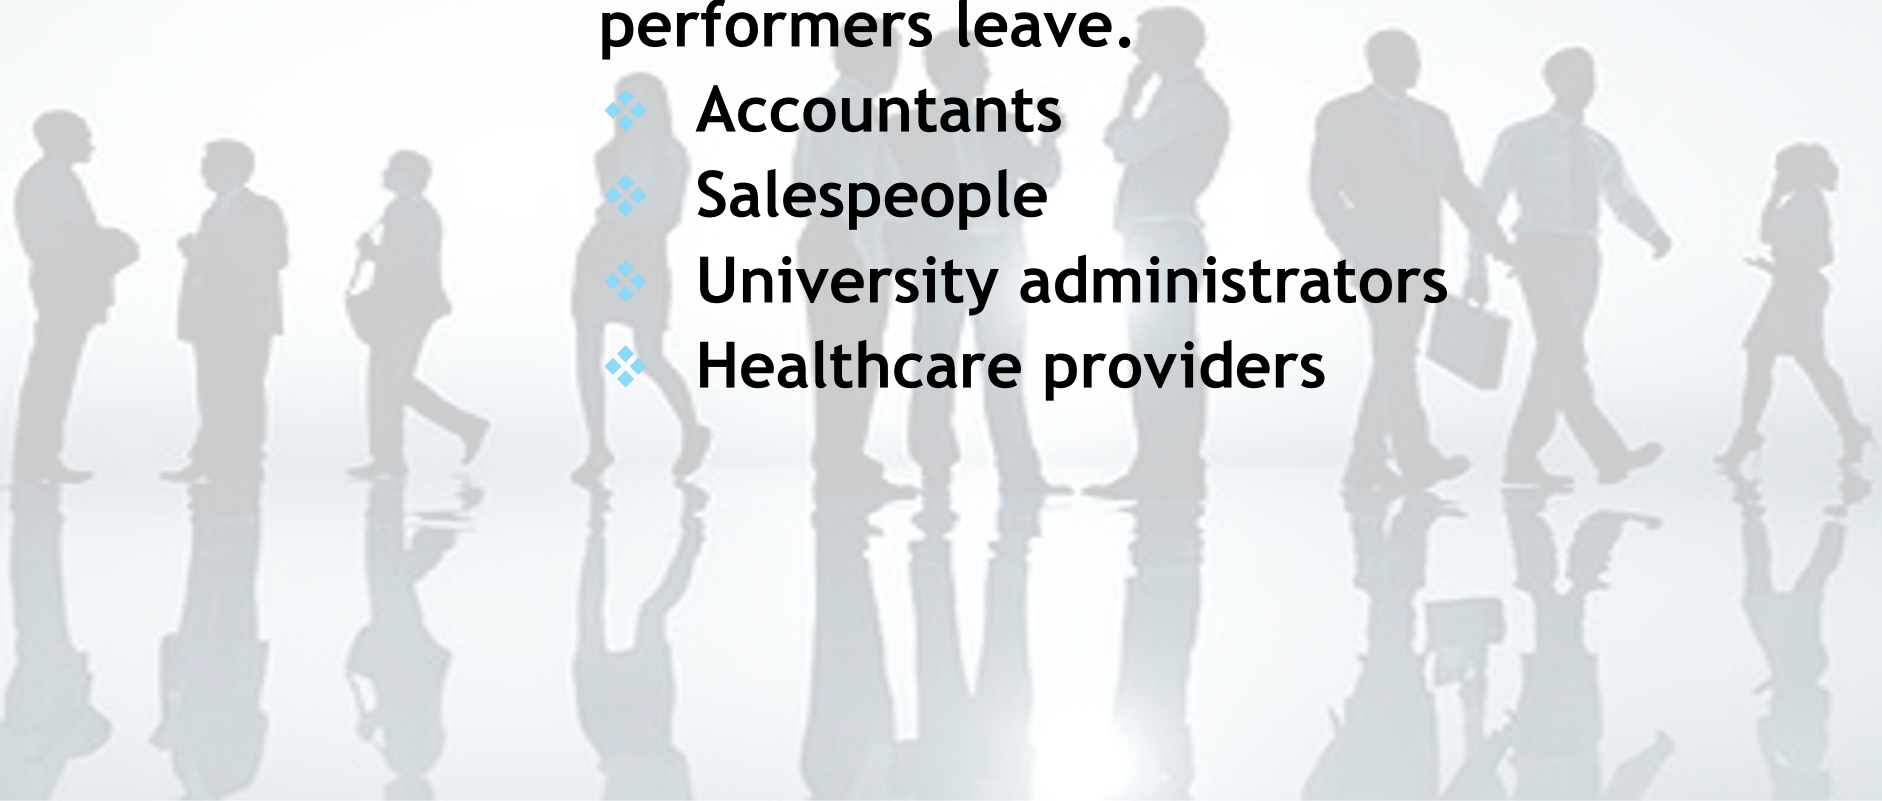 performers leave.
❖ Accountants
❖ Salespeople
❖ University administrators
❖ Healthcare providers